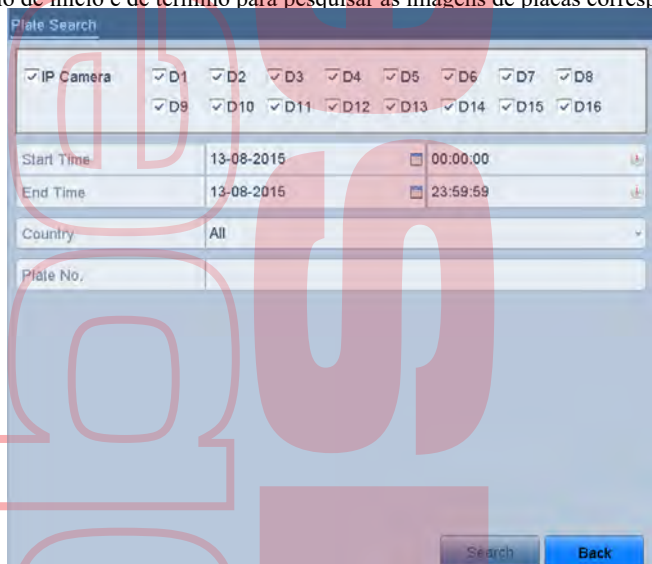 de início e de término para pesquisar as imagens de placas
Plate Search
IP Camera D1 D2 D3 D4 D5 D6 D7 D8
D9 D10 D11 D12 D13 D14 D15 D16
Start Time 13-08-2015 00:00:00
End Time 13-08-2015 23:59:59
Country All
Plate No.
Search Back